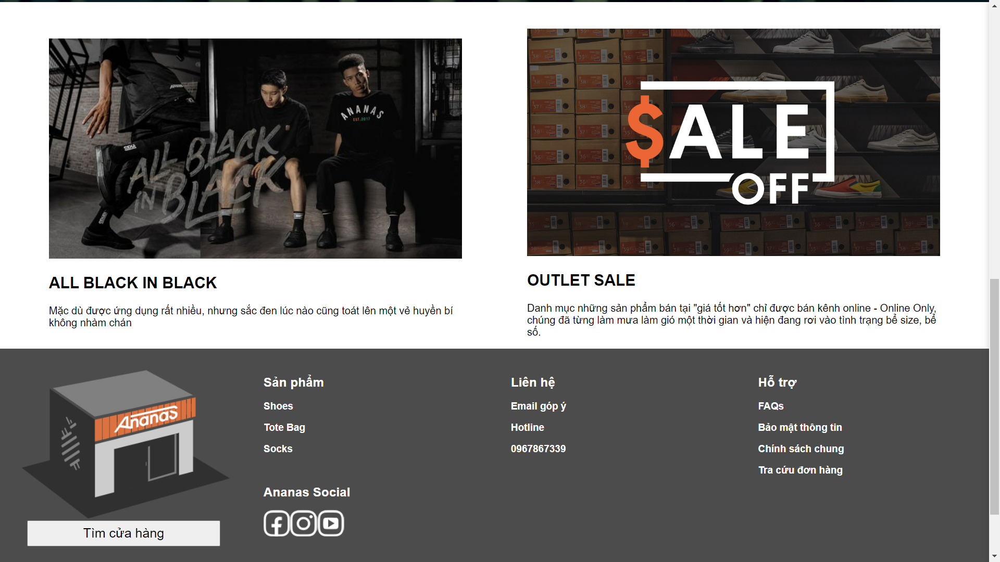 ANANAS
EST.2017
ALL BLACK
IN BLACK
$ALE
OFF
ALL BLACK IN BLACK
Mặc dù được ứng dụng rất nhiều, nhưng sắc đen lúc nào cũng toát lên một vẻ huyền bí
không nhàm chán
OUTLET SALE
Danh mục những sản phẩm bán tại "giá tốt hơn" chỉ được bán kênh online - Online Only,
chúng đã từng làm mưa làm gió một thời gian và hiện đang rơi vào tình trạng bể size, bể
số.
Ananas
Tìm cửa hàng
Sản phẩm
Shoes
Tote Bag
Socks
Ananas Social
Liên hệ
Email góp ý
Hotline
0967867339
Hỗ trợ
FAQs
Bảo mật thông tin
Chính sách chung
Tra cứu đơn hàng